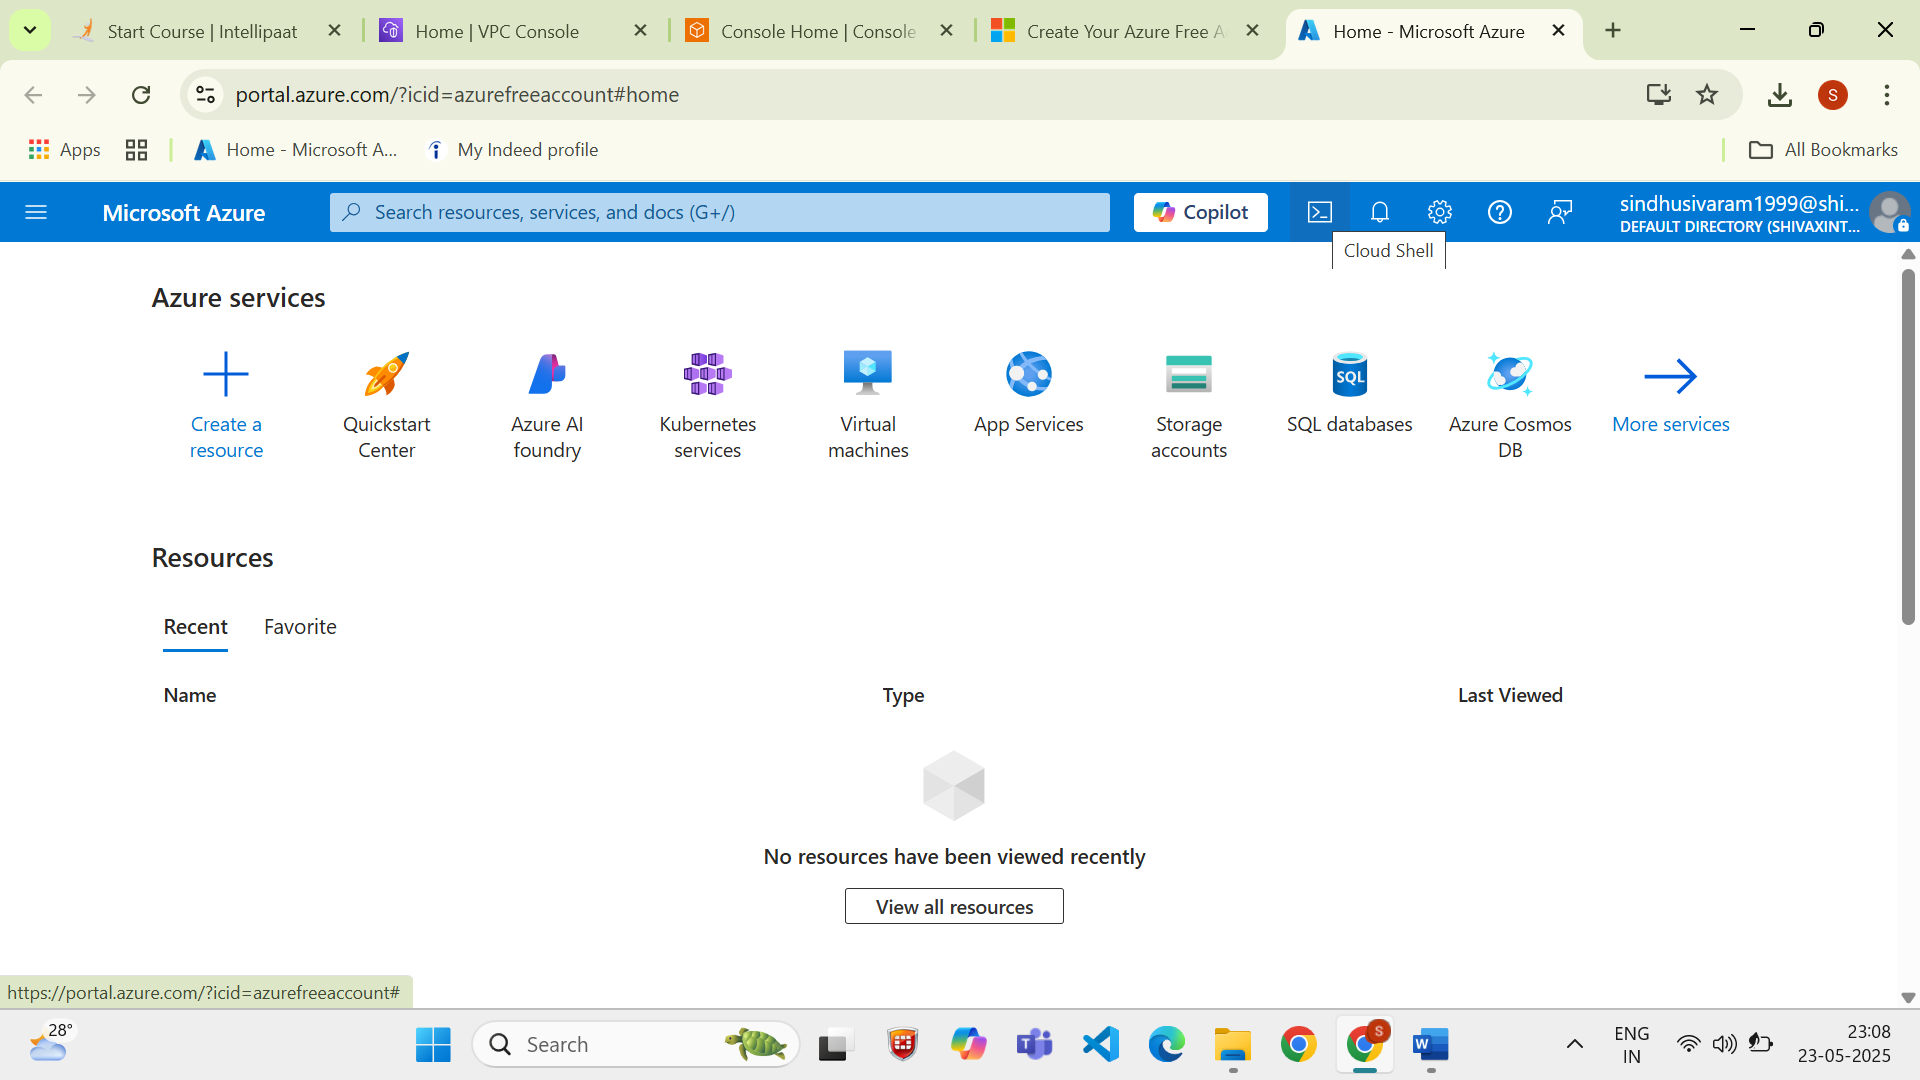 Start Course | Intellipaat
Home | VPC Console
Console Home | Console
Create Your Azure Free A
Home - Microsoft Azure
portal.azure.com/?icid=azurefreeaccount#home
S
Apps
Home - Microsoft A...
My Indeed profile
All Bookmarks
Microsoft Azure
Search resources, services, and docs (G+/)
Copilot
sindhusivaram1999@shi...
DEFAULT DIRECTORY (SHIVAXINT...
Cloud Shell
Azure services
Create a
resource
Quickstart
Center
Azure AI
foundry
Kubernetes
services
Virtual
machines
App Services
Storage
accounts
SQL
SQL databases
Azure Cosmos
DB
More services
Resources
Recent
Favorite
Name
Type
Last Viewed
No resources have been viewed recently
View all resources
https://portal.azure.com/?icid=azurefreeaccount#
28°
Search
S
W
ENG
IN
23:08
23-05-2025